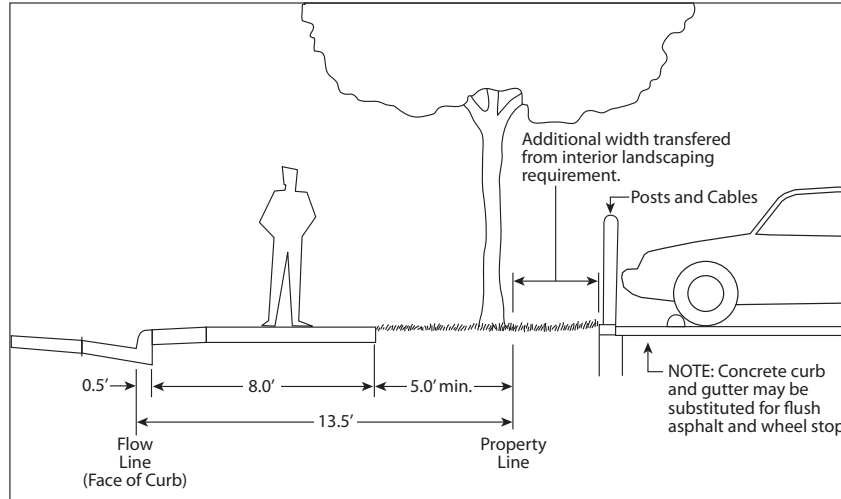 Additional width transfered
from interior landscaping
requirement.
Posts and Cables
0.5’
8.0’
5.0’ min.
13.5’
Flow
Line
(Face of Curb)
Property
Line
NOTE: Concrete curb
and gutter may be
substituted for flush
asphalt and wheel stop